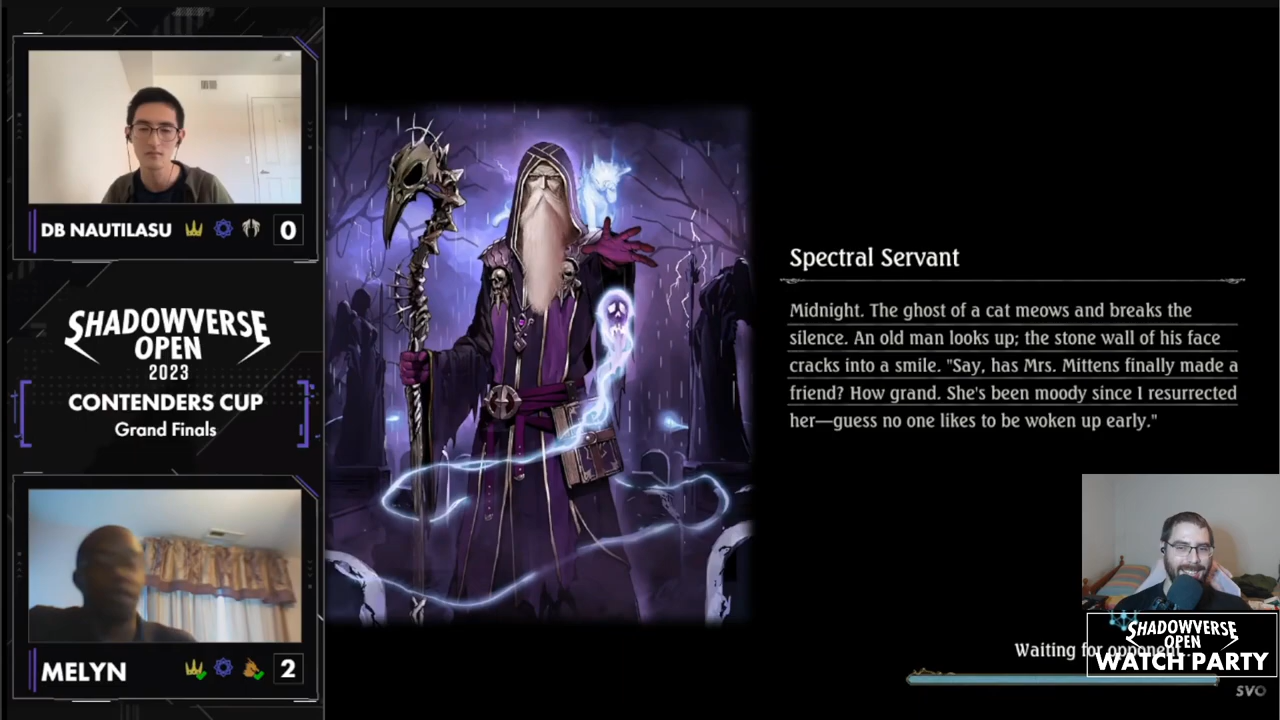 DB NAUTILASU
0
SHADOWVERSE
OPEN
2023
CONTENDERS CUP
Grand Finals
MELYN
2
Spectral Servant
Midnight. The ghost of a cat meows and breaks the
silence. An old man looks up; the stone wall of his face
cracks into a smile. "Say, has Mrs. Mittens finally made a
friend? How grand. She's been moody since I resurrected
her—guess no one likes to be woken up early."
Waiting for opponent
SHADOWVERSE
OPEN
WATCH PARTY
SVO